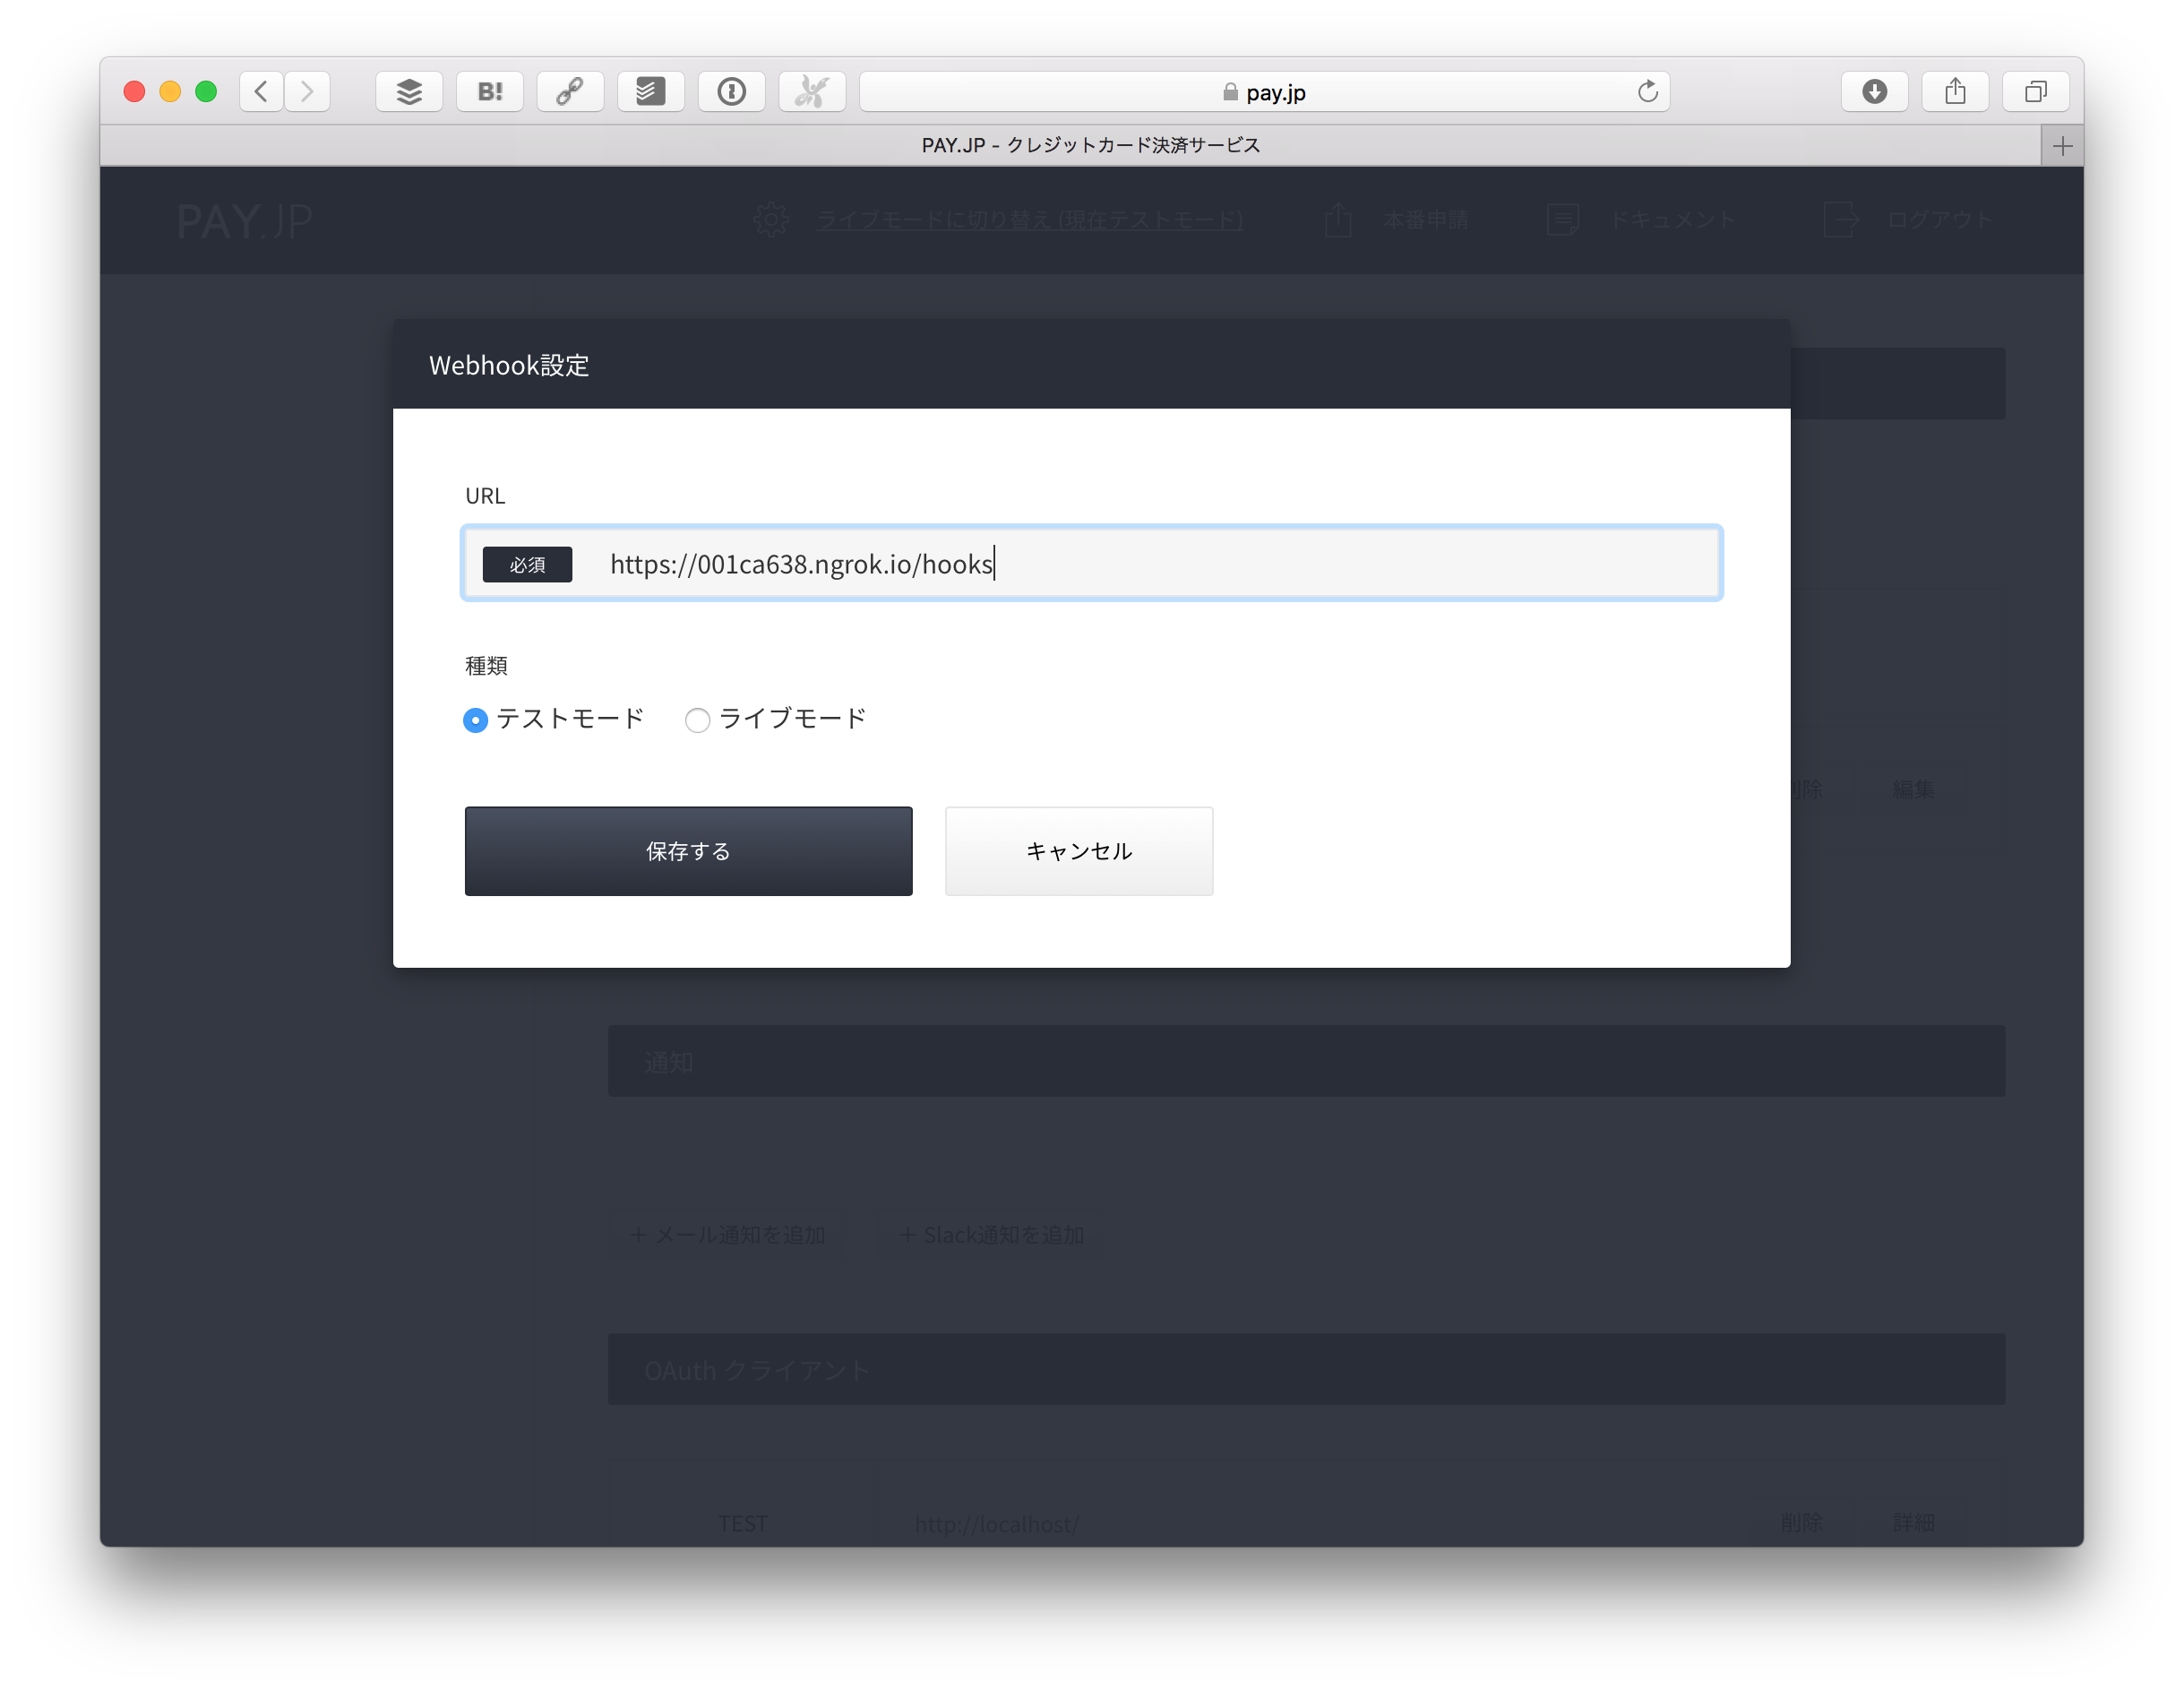 B!
pay.jp
PAY.JP - クレジットカード決済サービス
PAY.JP
ライブモードに切り替え (現在テストモード)
本番申請
ドキュメント
ログアウト
Webhook設定
URL
必須
https://001ca638.ngrok.io/hooks
種類
テストモード
ライブモード
削除
編集
保存する
キャンセル
通知
+ メール通知を追加
+ Slack通知を追加
OAuth クライアント
TEST
http://localhost/
削除
詳細